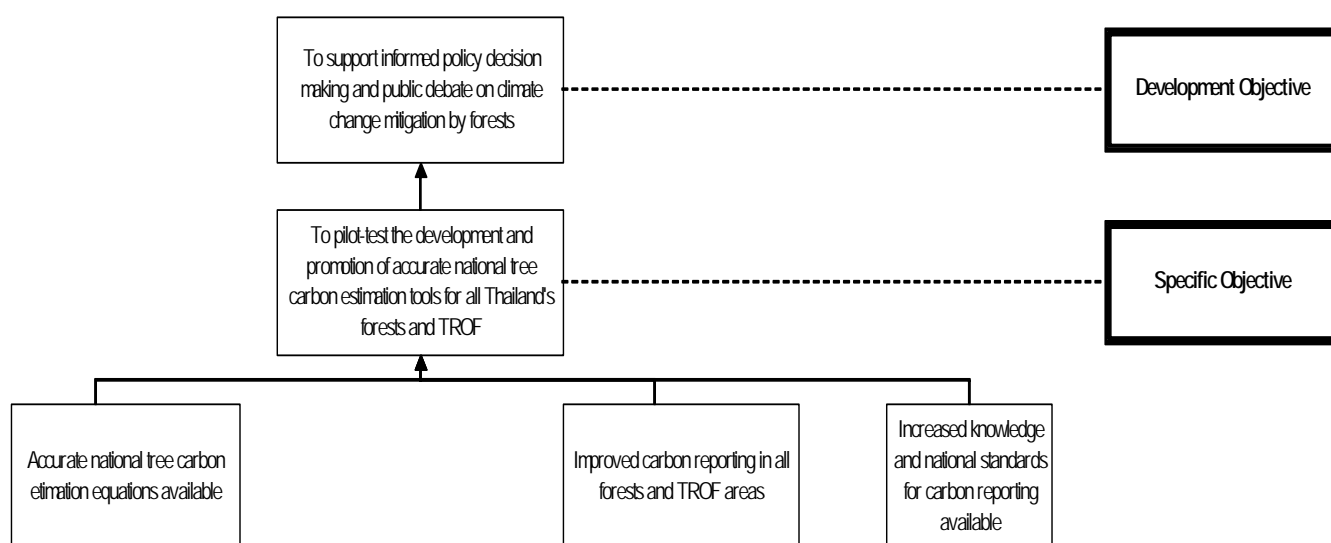 To support informed policy decision
making and public debate on climate
change mitigation by forests
Development Objective
To pilot-test the development and
promotion of accurate national tree
carbon estimation tools for all Thailand's
forests and TROF
Specific Objective
Accurate national tree carbon
etimation equations available
Improved carbon reporting in all
forests and TROF areas
Increased knowledge
and national standards
for carbon reporting
available